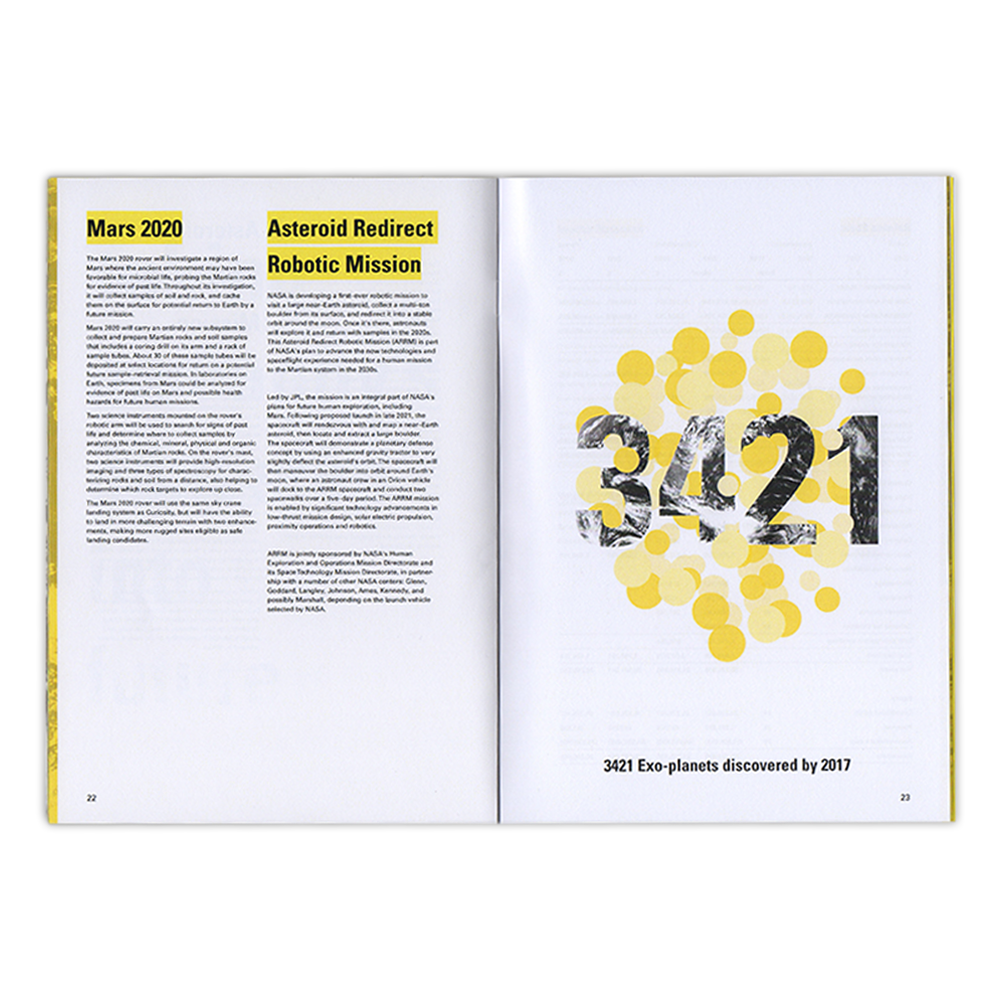 Mars 2020
The Mars 2020 rover will investigate a region of
Mars where the ancient environment may have been
favorable for microbial life, probing the Martian rocks
for evidence of past life. Throughout its investigation,
it will collect samples of soil and rock, and cache
them on the surface for potential return to Earth by a
future mission.
Mars 2020 will carry an entirely new subsystem to
collect and prepare Martian rocks and soil samples
that includes a coring drill on its arm and a rack of
sample tubes. About 30 of these sample tubes will be
deposited at select locations for return on a potential
future sample-retrieval mission. In laboratories on
Earth, specimens from Mars could be analyzed for
evidence of past life on Mars and possible health
hazards for future human missions.
Two science instruments mounted on the rover's
robotic arm will be used to search for signs of past
life and determine where to collect samples by
analyzing the chemical, mineral, physical and organic
characteristics of Martian rocks. On the rover's mast,
two science instruments will provide high-resolution
imaging and three types of spectroscopy for charac-
terizing rocks and soil from a distance, also helping to
determine which rock targets to explore up close.
The Mars 2020 rover will use the same sky crane
landing system as Curiosity, but will have the ability
to land in more challenging terrain with two enhance-
ments, making more rugged sites eligible as safe
landing candidates.
Asteroid Redirect
Robotic Mission
NASA is developing a first-ever robotic mission to
visit a large near-Earth asteroid, collect a multi-ton
boulder from its surface, and redirect it into a stable
orbit around the moon. Once it's there, astronauts
will explore it and return with samples in the 2020s.
This Asteroid Redirect Robotic Mission (ARRM) is part
of NASA's plan to advance the new technologies and
spaceflight experience needed for a human mission
to the Martian system in the 2030s.
Led by JPL, the mission is an integral part of NASA's
plans for future human exploration, including
Mars. Following proposed launch in late 2021, the
spacecraft will rendezvous with and map a near-Earth
asteroid, then locate and extract a large boulder.
The spacecraft will demonstrate a planetary defense
concept by using an enhanced gravity tractor to very
slightly deflect the asteroid's orbit. The spacecraft will
then maneuver the boulder into orbit around Earth's
moon, where an astronaut crew in an Orion vehicle
will dock to the ARRM spacecraft and conduct two
spacewalks over a five-day period. The ARRM mission
is enabled by significant technology advancements in
low-thrust mission design, solar electric propulsion,
proximity operations and robotics.
ARRM is jointly sponsored by NASA's Human
Exploration and Operations Mission Directorate and
its Space Technology Mission Directorate, in partner-
ship with a number of other NASA centers: Glenn,
Goddard, Langley, Johnson, Ames, Kennedy, and
possibly Marshall, depending on the launch vehicle
selected by NASA.
22
3421
3421 Exo-planets discovered by 2017
23